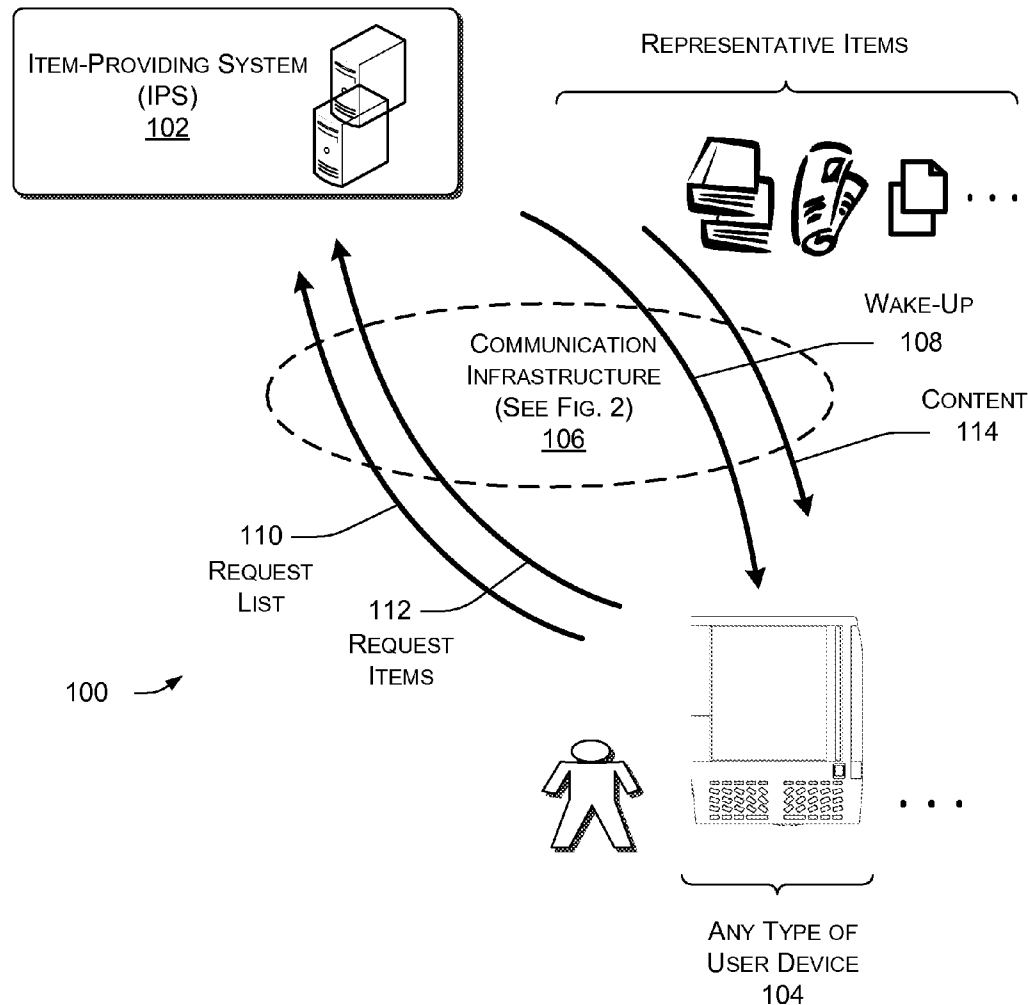 ITEM-PROVIDING SYSTEM
(IPS)
102
REPRESENTATIVE ITEMS
. . .
WAKE-UP
108
COMMUNICATION
INFRASTRUCTURE
(SEE FIG. 2)
106
CONTENT
114
110
REQUEST
LIST
112
REQUEST
ITEMS
100
. . .
ANY TYPE OF
USER DEVICE
104